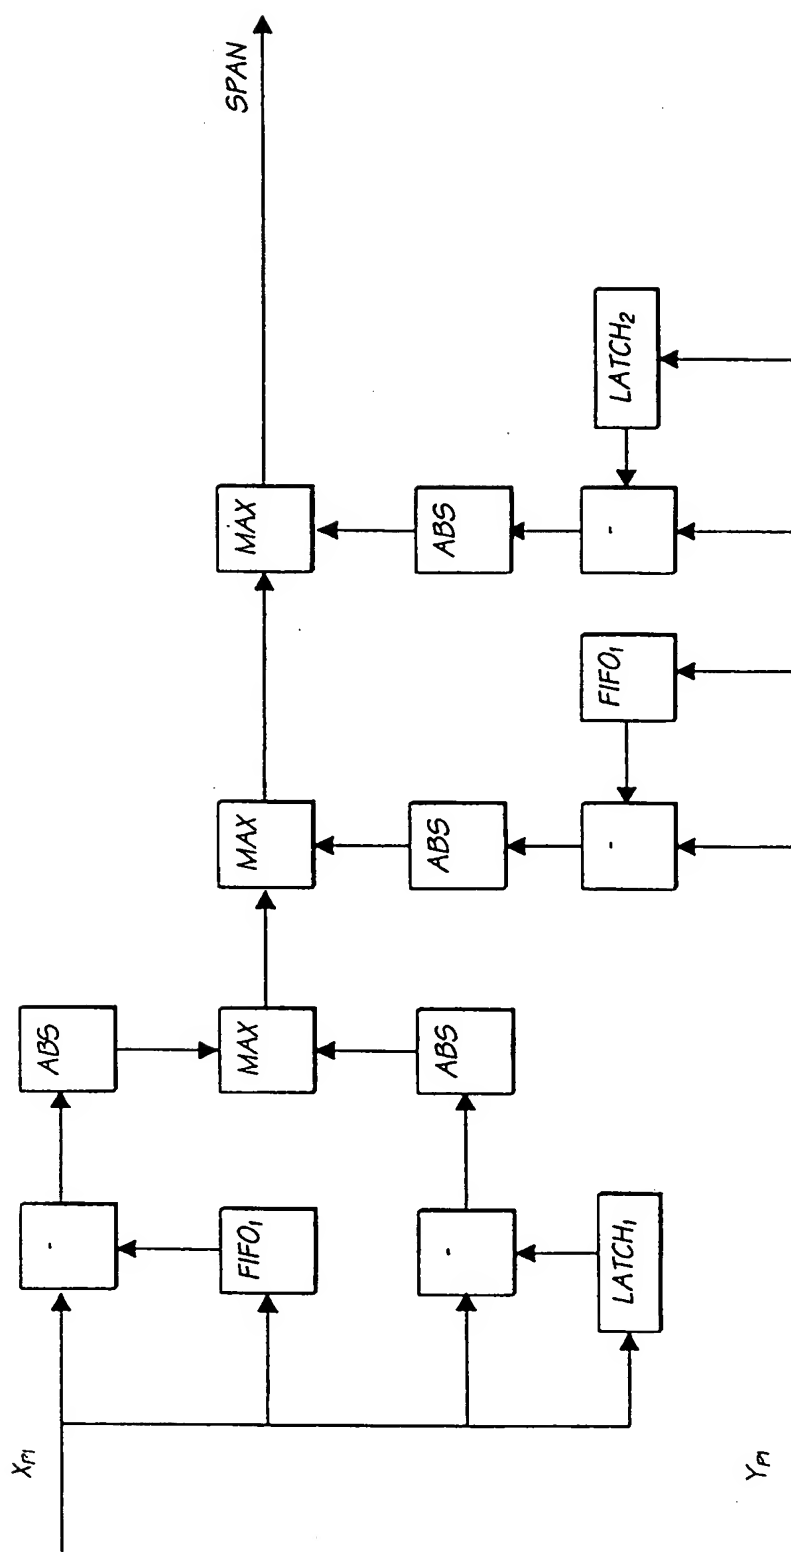 X_P1
-
ABS
FIFO₁
MAX
-
ABS
LATCH₁
MAX
ABS
-
FIFO₁
MAX
ABS
-
LATCH₂
SPAN
Y_P1